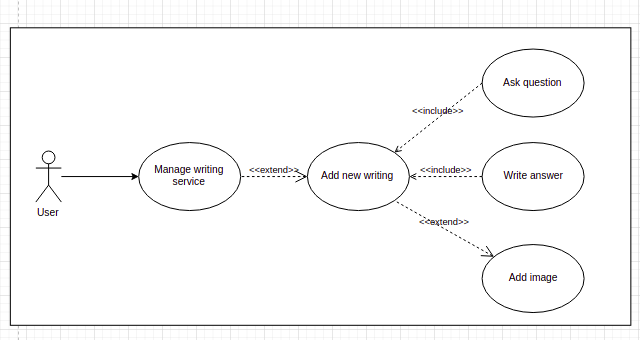 Ask question
<<include>>
Manage writing
service
<<extend>>
Add new writing
<<include>>
Write answer
User
<<extend>>
Add image